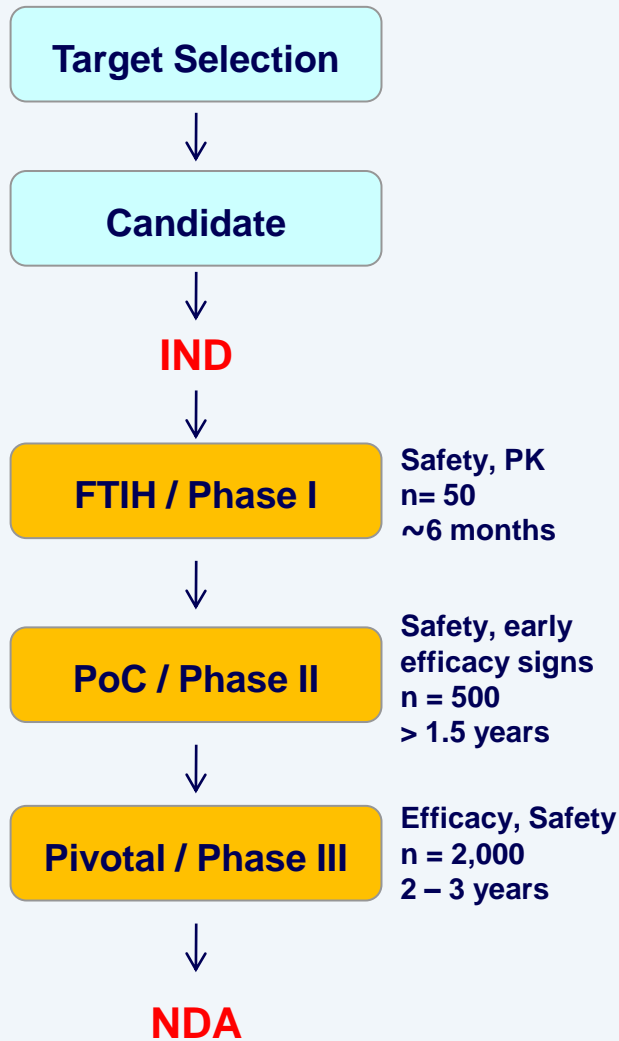 Target Selection
Candidate
IND
FTIH / Phase I
Safety, PK
n= 50
~6 months
PoC / Phase II
Safety, early
efficacy signs
n = 500
> 1.5 years
Pivotal / Phase III
Efficacy, Safety
n = 2,000
2 – 3 years
NDA